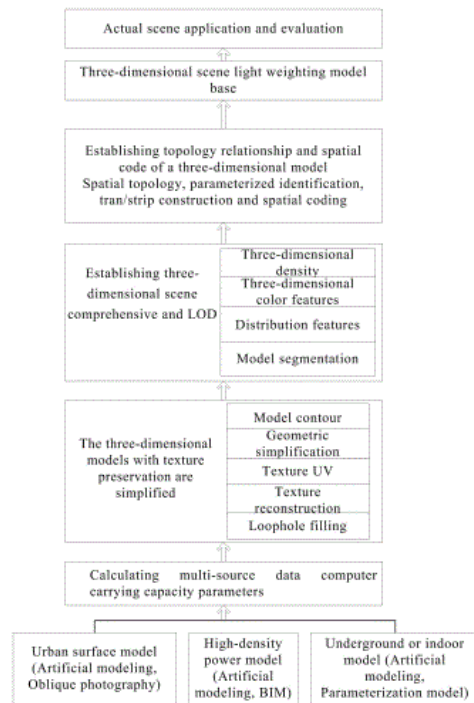 Actual scene application and evaluation
Three-dimensional scene light weighting model
base
Establishing topology relationship and spatial
code of a three-dimensional model
Spatial topology, parameterized identification,
tran/strip construction and spatial coding
Establishing three-
dimensional scene
comprehensive and LOD
Three-dimensional
density
Three-dimensional
color features
Distribution features
Model segmentation
The three-dimensional
models with texture
preservation are
simplified
Model contour
Geometric
simplification
Texture UV
Texture
reconstruction
Loophole filling
Calculating multi-source data computer
carrying capacity parameters
Urban surface model
(Artificial modeling,
Oblique photography)
High-density
power model
(Artificial
modeling, BIM)
Underground or indoor
model (Artificial
modeling,
Parameterization model)